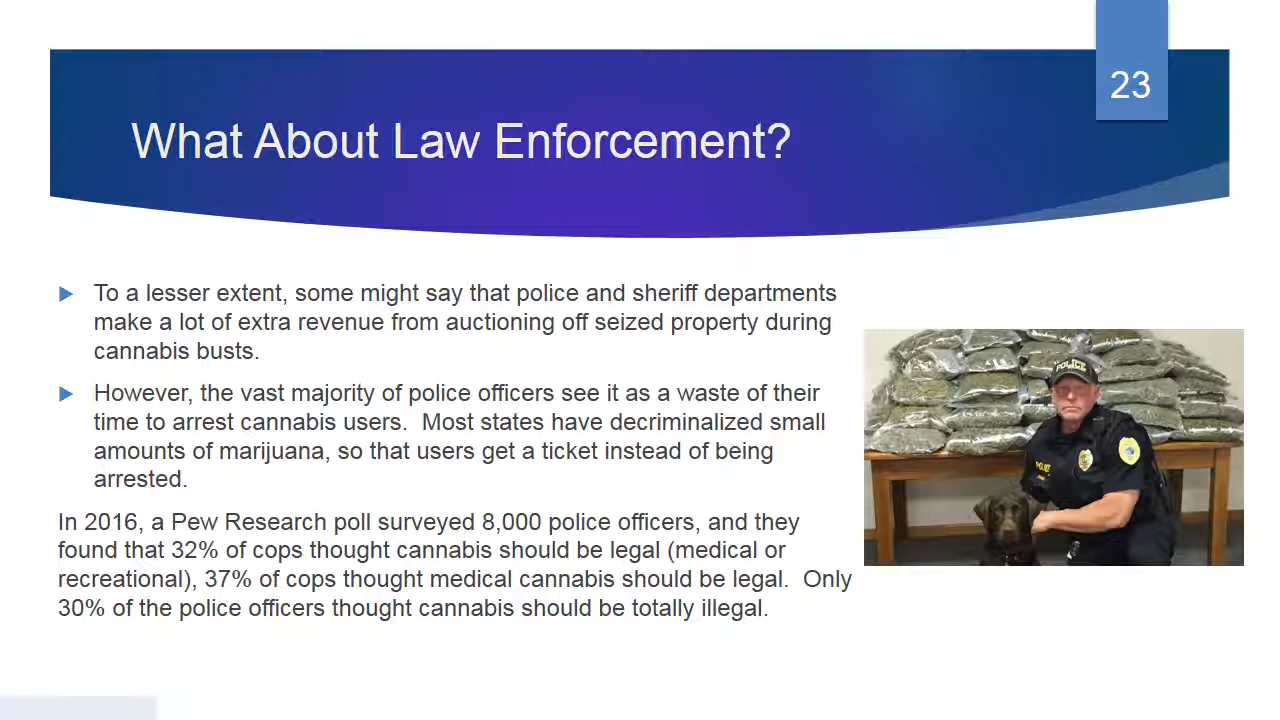 23
What About Law Enforcement?
To a lesser extent, some might say that police and sheriff departments
make a lot of extra revenue from auctioning off seized property during
cannabis busts.
However, the vast majority of police officers see it as a waste of their
time to arrest cannabis users.  Most states have decriminalized small
amounts of marijuana, so that users get a ticket instead of being
arrested.
In 2016, a Pew Research poll surveyed 8,000 police officers, and they
found that 32% of cops thought cannabis should be legal (medical or
recreational), 37% of cops thought medical cannabis should be legal.  Only
30% of the police officers thought cannabis should be totally illegal.
POLICE
POLICE